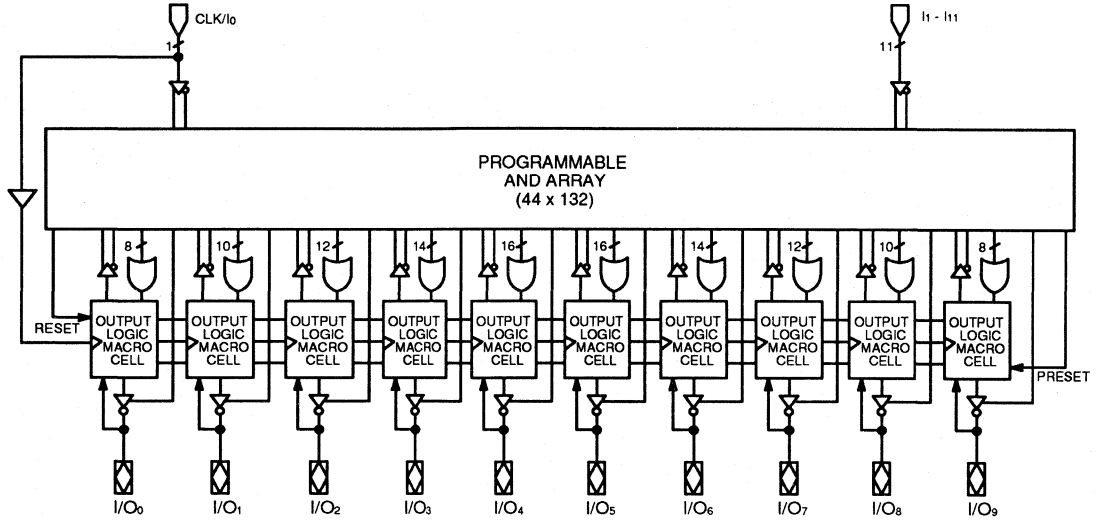 CLK/I0
I1 - I11
1
11
PROGRAMMABLE
AND ARRAY
(44 x 132)
8 10 12 14 16 16 14 12 10 8
RESET
OUTPUT LOGIC MACRO CELL
OUTPUT LOGIC MACRO CELL
OUTPUT LOGIC MACRO CELL
OUTPUT LOGIC MACRO CELL
OUTPUT LOGIC MACRO CELL
OUTPUT LOGIC MACRO CELL
OUTPUT LOGIC MACRO CELL
OUTPUT LOGIC MACRO CELL
OUTPUT LOGIC MACRO CELL
OUTPUT LOGIC MACRO CELL
PRESET
I/O0 I/O1 I/O2 I/O3 I/O4 I/O5 I/O6 I/O7 I/O8 I/O9